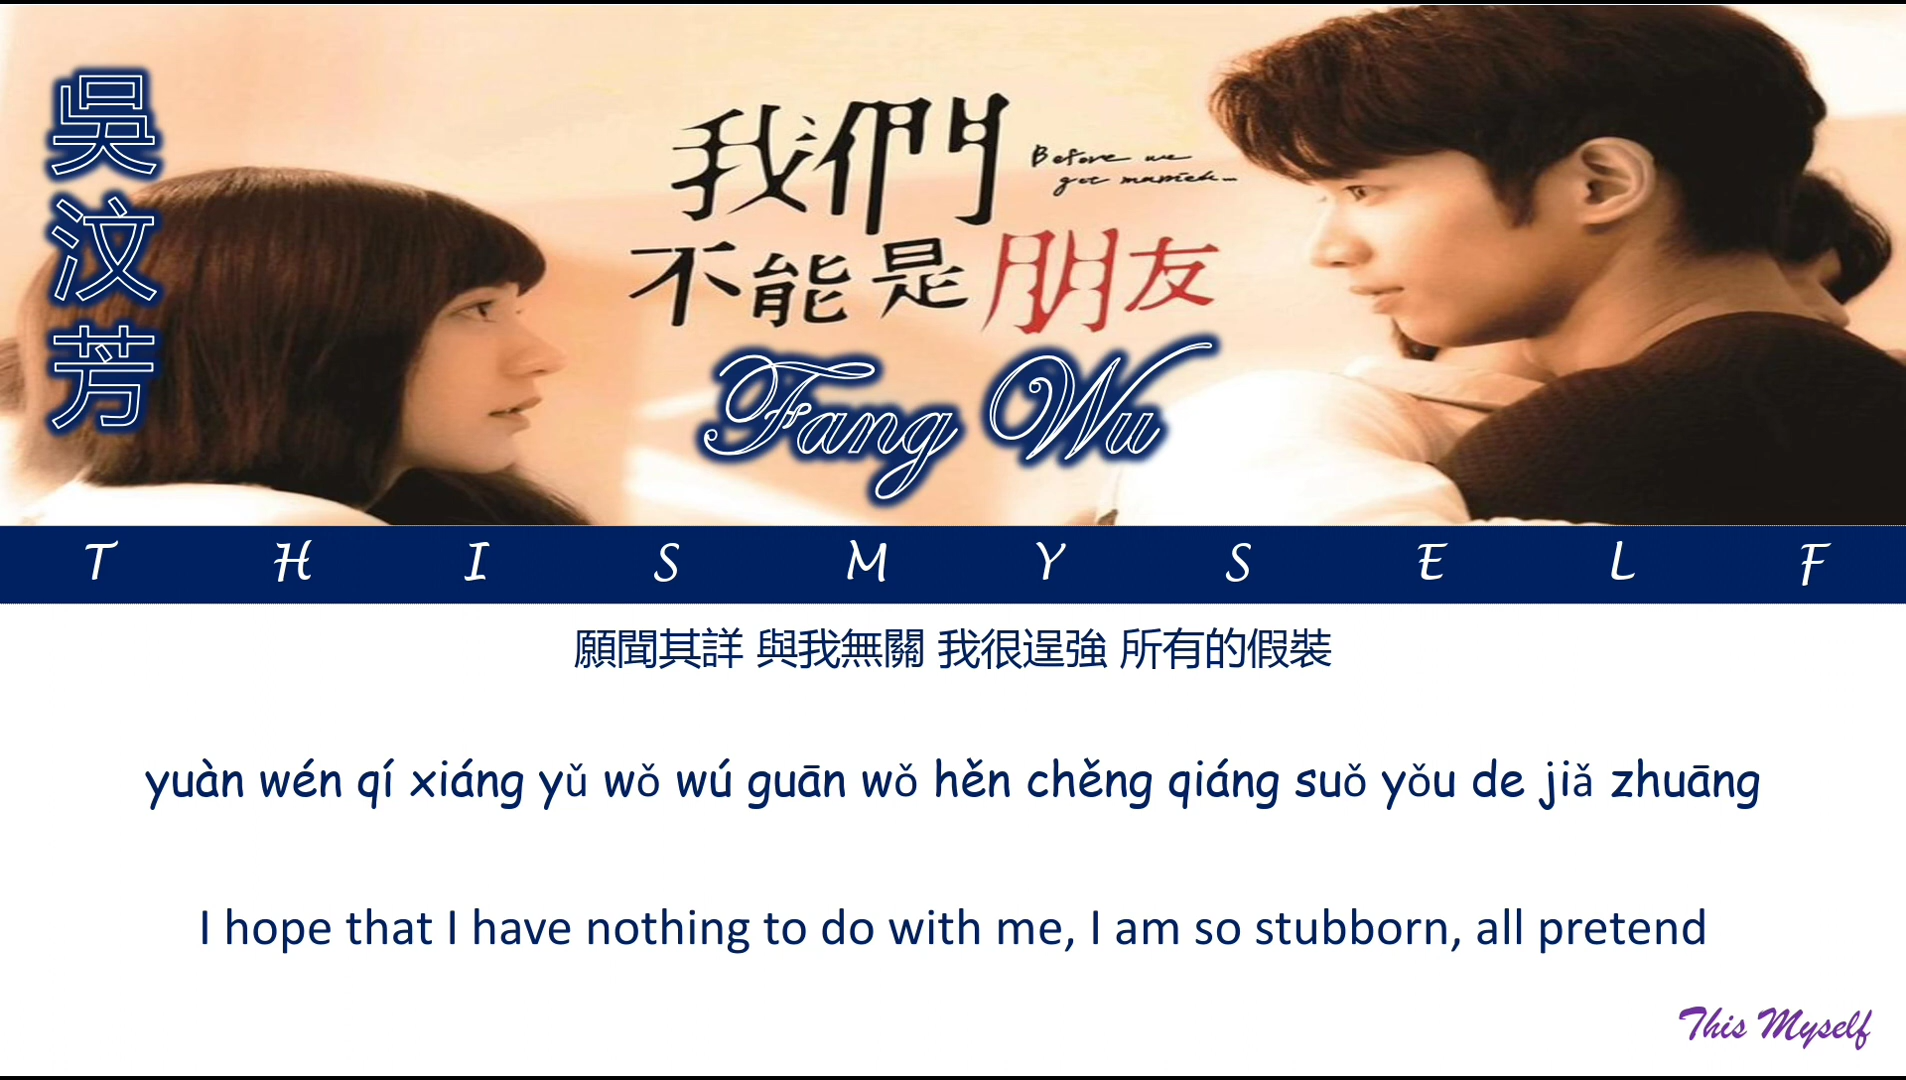 吳汶芳
我們
Before we
get married...
不能是朋友
Fang Wu
T H I S M Y S E L F
願聞其詳 與我無關 我很逞強 所有的假裝
yuàn wén qí xiáng yǔ wǒ wú guān wǒ hěn chěng qiáng suǒ yǒu de jiǎ zhuāng
I hope that I have nothing to do with me, I am so stubborn, all pretend
This Myself